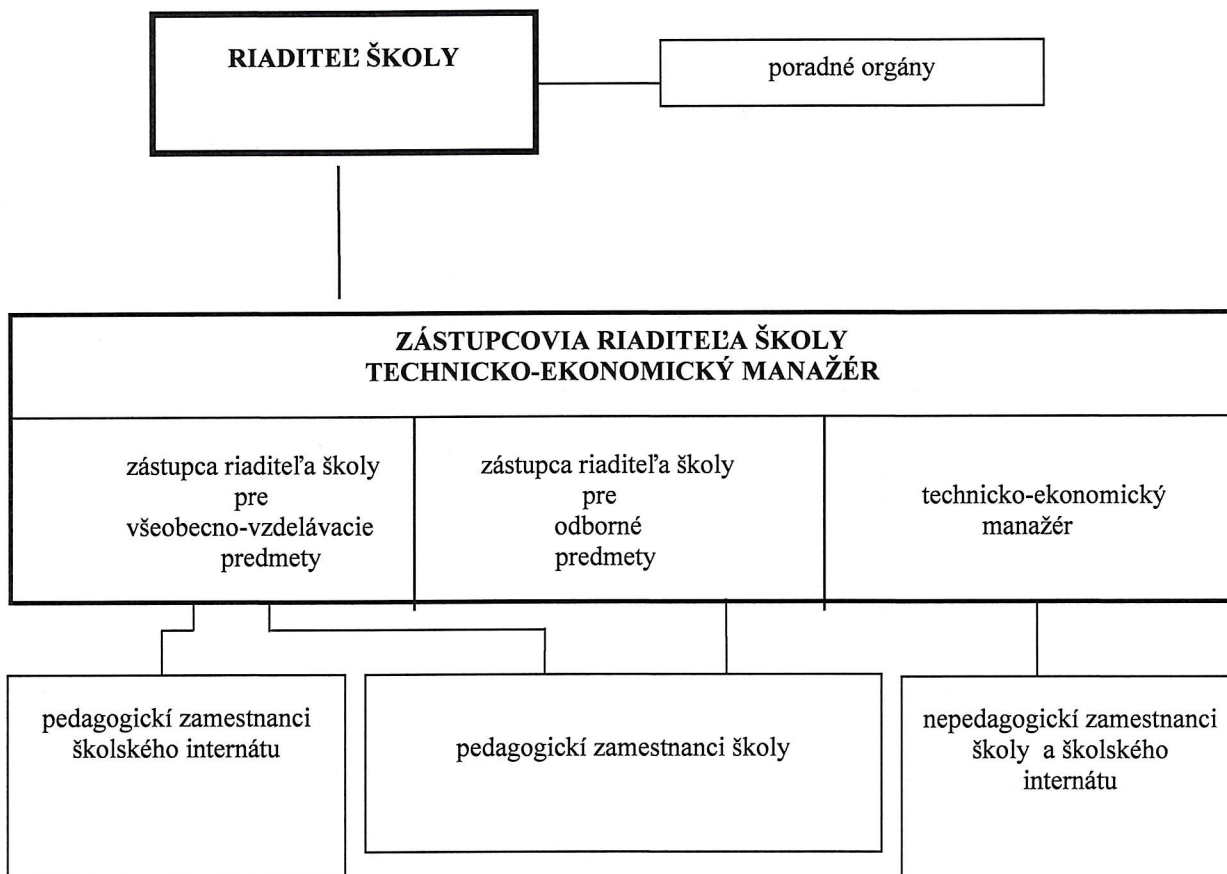 RIADITEĽ ŠKOLY
poradné orgány
ZÁSTUPCOVIA RIADITEĽA ŠKOLY
TECHNICKO-EKONOMICKÝ MANAŽÉR
zástupca riaditeľa školy
pre
všeobecno-vzdelávacie
predmety
zástupca riaditeľa školy
pre
odborné
predmety
technicko-ekonomický
manažér
pedagogickí zamestnanci
školského internátu
pedagogickí zamestnanci školy
nepedagogickí zamestnanci
školy a školského
internátu